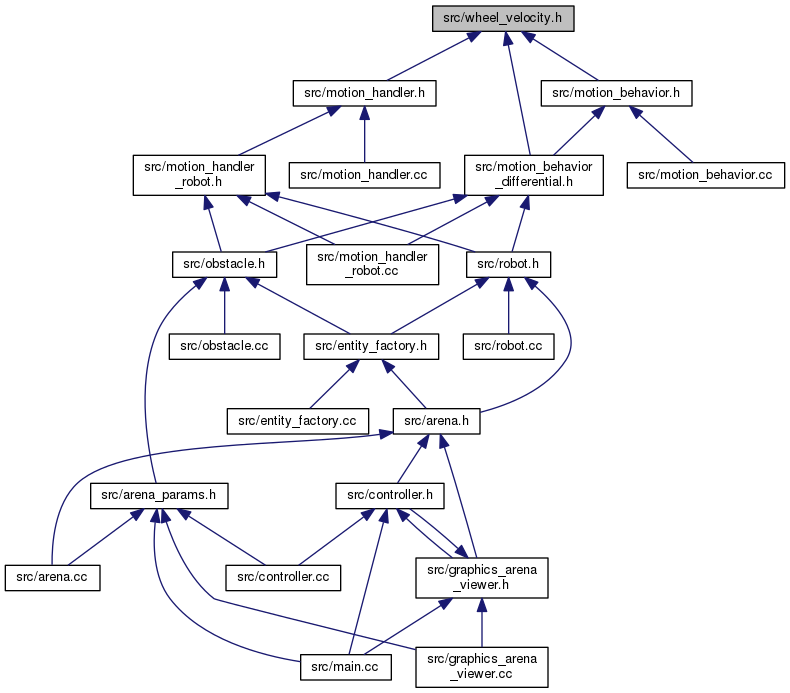 src/wheel_velocity.h
src/motion_handler.h
src/motion_behavior.h
src/motion_handler
_robot.h
src/motion_handler.cc
src/motion_behavior
_differential.h
src/motion_behavior.cc
src/obstacle.h
src/motion_handler
_robot.cc
src/robot.h
src/obstacle.cc
src/entity_factory.h
src/robot.cc
src/entity_factory.cc
src/arena.h
src/arena_params.h
src/controller.h
src/arena.cc
src/controller.cc
src/graphics_arena
_viewer.h
src/main.cc
src/graphics_arena
_viewer.cc